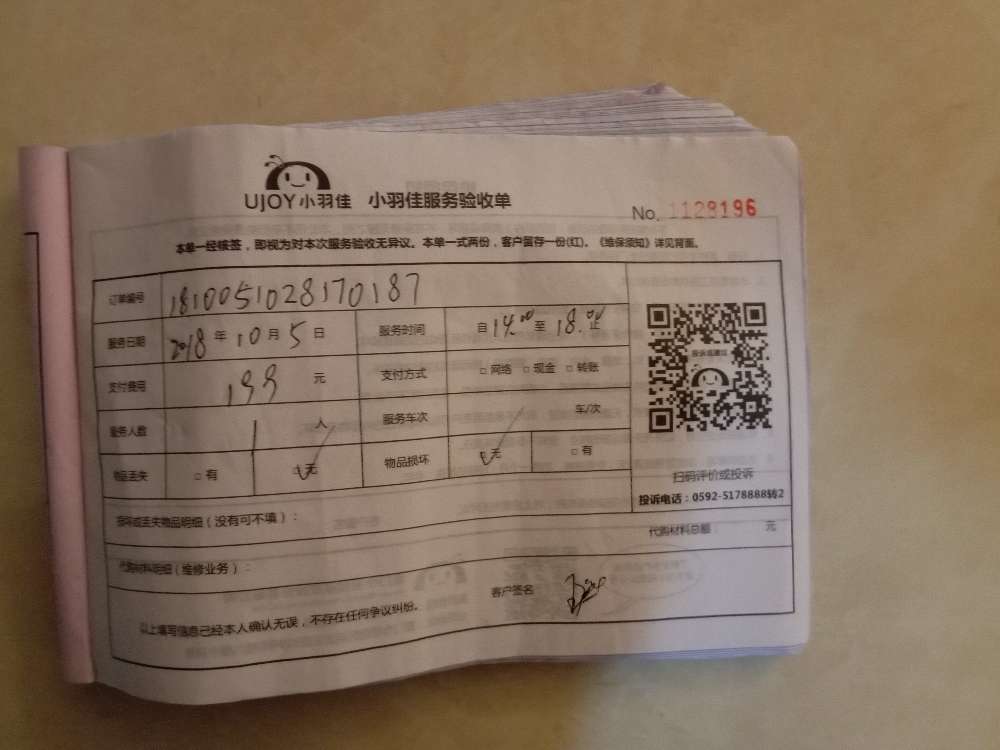 UJOY小羽佳 小羽佳服务验收单
No. 1128196
本单一经核签，即视为对本次服务验收无异议。本单一式两份，客户留存一份(红)。《维保须知》详见背面。
订单编号 1810051028170187
服务日期 2018 年 10 月 5 日 服务时间 自 14:00 至 18:00 止
支付费用 199 元 支付方式 □ 网络 □ 现金 □ 转账
服务人数 1 人 服务车次 车/次
物品丢失 □ 有 □ 无 物品损坏 □ 无 □ 有
投诉或建议
扫码评价或投诉
投诉电话：0592-5178888转2
损坏或丢失物品明细（没有可不填）：
代购材料明细（维修业务）： 代购材料总额： 元
以上填写信息已经本人确认无误，不存在任何争议纠纷。 客户签名